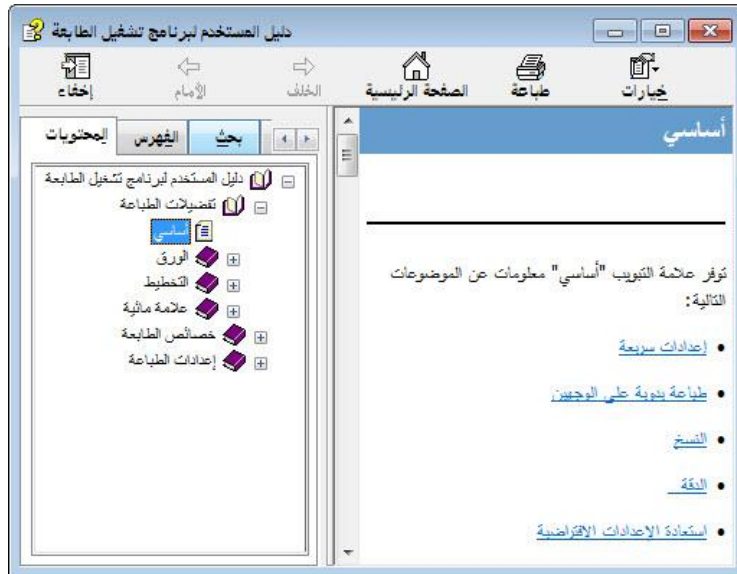 دليل المستخدم لبرنامج تشغيل الطابعة
إخفاء
الأمام
الخلف
الصفحة الرئيسية
طباعة
خيارات
المحتويات
الفهرس
بحث
دليل المستخدم لبرنامج تشغيل الطابعة
تفضيلات الطباعة
أساسي
الورق
التخطيط
علامة مائية
خصائص الطابعة
إعدادات الطباعة
أساسي
توفر علامة التبويب "أساسي" معلومات عن الموضوعات
التالية:
إعدادات سريعة
طباعة يدوية على الوجهين
النسخ
الدقة
استعادة الإعدادات الافتراضية